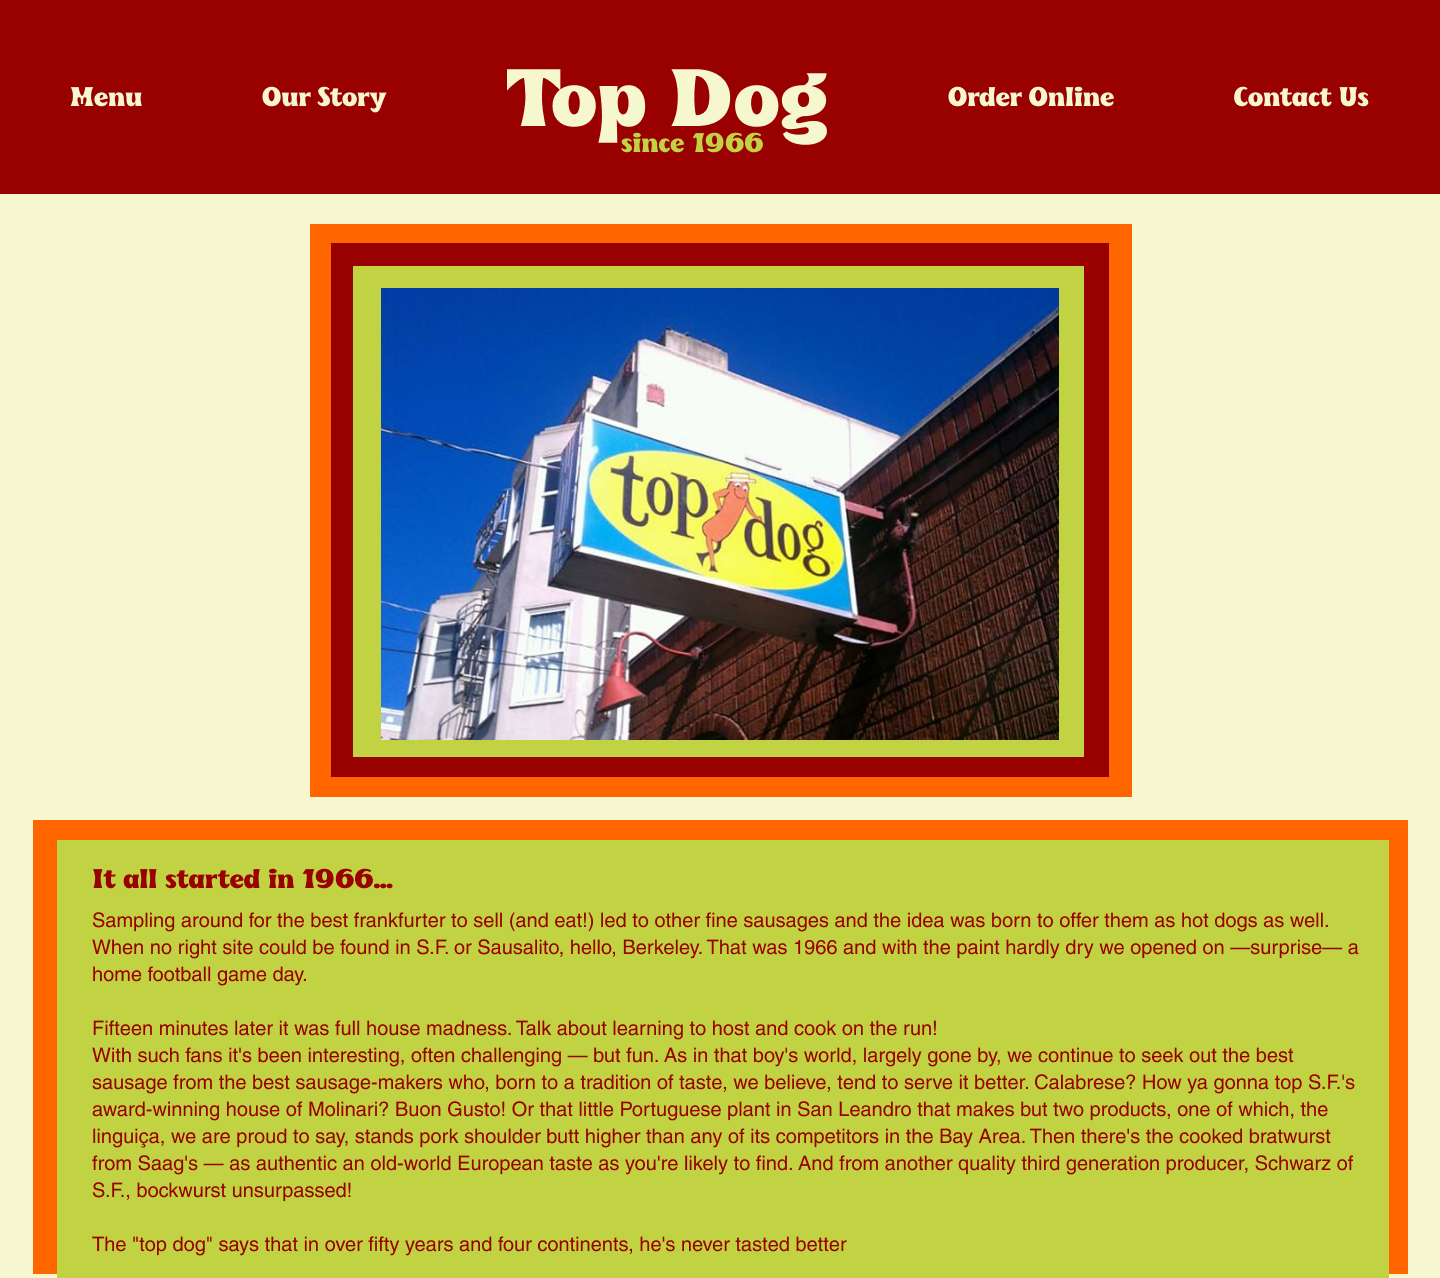 Menu
Our Story
Top Dog
since 1966
Order Online
Contact Us
top dog
It all started in 1966...
Sampling around for the best frankfurter to sell (and eat!) led to other fine sausages and the idea was born to offer them as hot dogs as well.
When no right site could be found in S.F. or Sausalito, hello, Berkeley. That was 1966 and with the paint hardly dry we opened on —surprise— a
home football game day.
Fifteen minutes later it was full house madness. Talk about learning to host and cook on the run!
With such fans it's been interesting, often challenging — but fun. As in that boy's world, largely gone by, we continue to seek out the best
sausage from the best sausage-makers who, born to a tradition of taste, we believe, tend to serve it better. Calabrese? How ya gonna top S.F.'s
award-winning house of Molinari? Buon Gusto! Or that little Portuguese plant in San Leandro that makes but two products, one of which, the
linguiça, we are proud to say, stands pork shoulder butt higher than any of its competitors in the Bay Area. Then there's the cooked bratwurst
from Saag's — as authentic an old-world European taste as you're likely to find. And from another quality third generation producer, Schwarz of
S.F., bockwurst unsurpassed!
The "top dog" says that in over fifty years and four continents, he's never tasted better